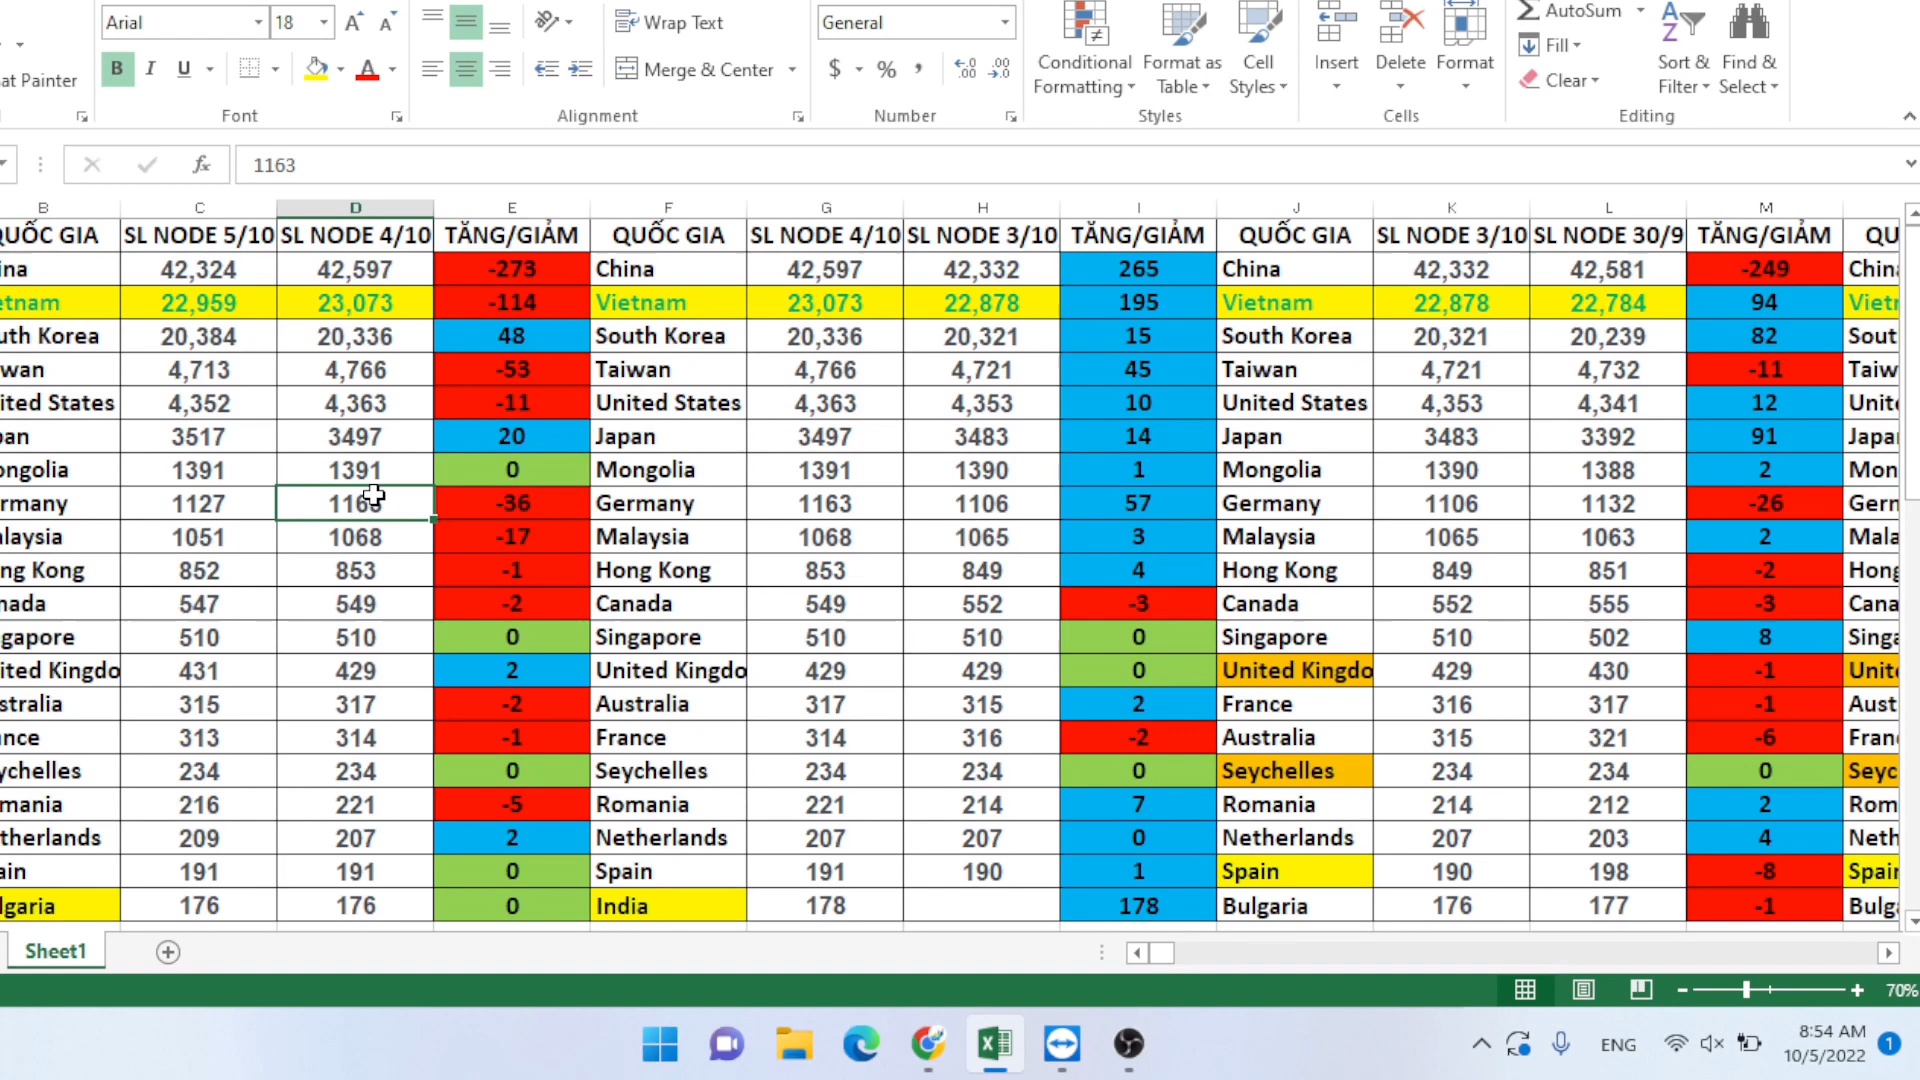 Arial 18 A A Wrap Text General AutoSum
at Painter B I U A Merge & Center $ % , Conditional Formatting Format as Table Cell Styles Insert Delete Format Fill Clear Sort & Filter Find & Select
Font Alignment Number Styles Cells Editing
fx 1163
B C D E F G H I J K L M
QUỐC GIA SL NODE 5/10 SL NODE 4/10 TĂNG/GIẢM QUỐC GIA SL NODE 4/10 SL NODE 3/10 TĂNG/GIẢM QUỐC GIA SL NODE 3/10 SL NODE 30/9 TĂNG/GIẢM QU
ina 42,324 42,597 -273 China 42,597 42,332 265 China 42,332 42,581 -249 China
etnam 22,959 23,073 -114 Vietnam 23,073 22,878 195 Vietnam 22,878 22,784 94 Vietn
uth Korea 20,384 20,336 48 South Korea 20,336 20,321 15 South Korea 20,321 20,239 82 Sout
wan 4,713 4,766 -53 Taiwan 4,766 4,721 45 Taiwan 4,721 4,732 -11 Taiw
ited States 4,352 4,363 -11 United States 4,363 4,353 10 United States 4,353 4,341 12 Unite
pan 3517 3497 20 Japan 3497 3483 14 Japan 3483 3392 91 Japa
ongolia 1391 1391 0 Mongolia 1391 1390 1 Mongolia 1390 1388 2 Mon
rmany 1127 1163 -36 Germany 1163 1106 57 Germany 1106 1132 -26 Germ
alaysia 1051 1068 -17 Malaysia 1068 1065 3 Malaysia 1065 1063 2 Mala
ng Kong 852 853 -1 Hong Kong 853 849 4 Hong Kong 849 851 -2 Hong
nada 547 549 -2 Canada 549 552 -3 Canada 552 555 -3 Cana
gapore 510 510 0 Singapore 510 510 0 Singapore 510 502 8 Singa
ited Kingdo 431 429 2 United Kingdo 429 429 0 United Kingdo 429 430 -1 Unite
stralia 315 317 -2 Australia 317 315 2 France 316 317 -1 Aust
nce 313 314 -1 France 314 316 -2 Australia 315 321 -6 Fran
ychelles 234 234 0 Seychelles 234 234 0 Seychelles 234 234 0 Seyc
mania 216 221 -5 Romania 221 214 7 Romania 214 212 2 Rom
therlands 209 207 2 Netherlands 207 207 0 Netherlands 207 203 4 Neth
ain 191 191 0 Spain 191 190 1 Spain 190 198 -8 Spain
lgaria 176 176 0 India 178 178 Bulgaria 176 177 -1 Bulga
Sheet1
70%
ENG 8:54 AM 1
10/5/2022